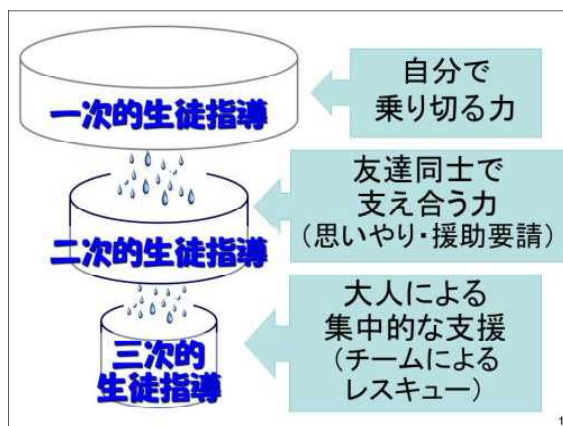 一次的生徒指導
自分で
乗り切る力
二次的生徒指導
友達同士で
支え合う力
(思いやり・援助要請)
三次的
生徒指導
大人による
集中的な支援
(チームによる
レスキュー)
1